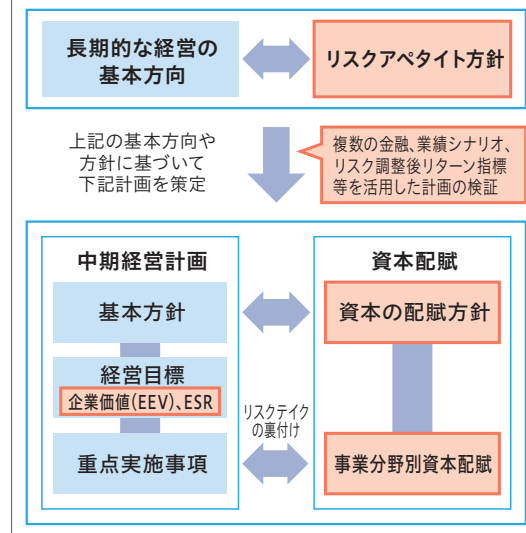 長期的な経営の
基本方向
リスクアペタイト方針
上記の基本方向や
方針に基づいて
下記計画を策定
複数の金融、業績シナリオ、
リスク調整後リターン指標
等を活用した計画の検証
中期経営計画
資本配賦
基本方針
資本の配賦方針
経営目標
企業価値(EEV)、ESR
リスクテイク
の裏付け
重点実施事項
事業分野別資本配賦